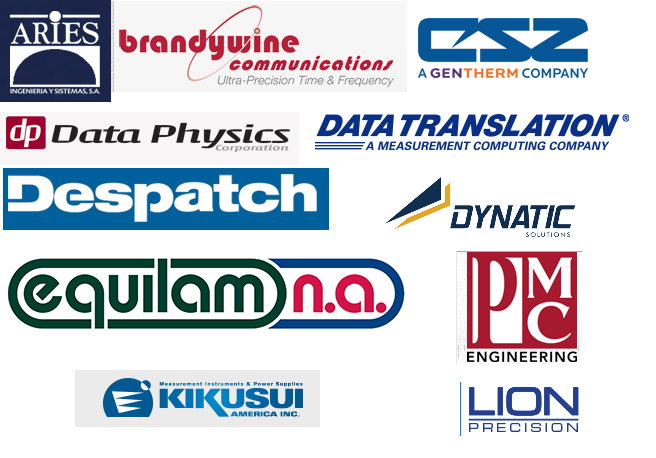 ARIES
INGENIERIA Y SISTEMAS, S.A.
brandywine
communications
Ultra-Precision Time & Frequency
CSZ
A GENTHERM COMPANY
dp Data Physics
Corporation
DATA TRANSLATION®
A MEASUREMENT COMPUTING COMPANY
Despatch
DYNATIC
SOLUTIONS
equilam n.a.
PMC
ENGINEERING
Measurement Instruments & Power Supplies
KIKUSUI
AMERICA INC.
LION
PRECISION